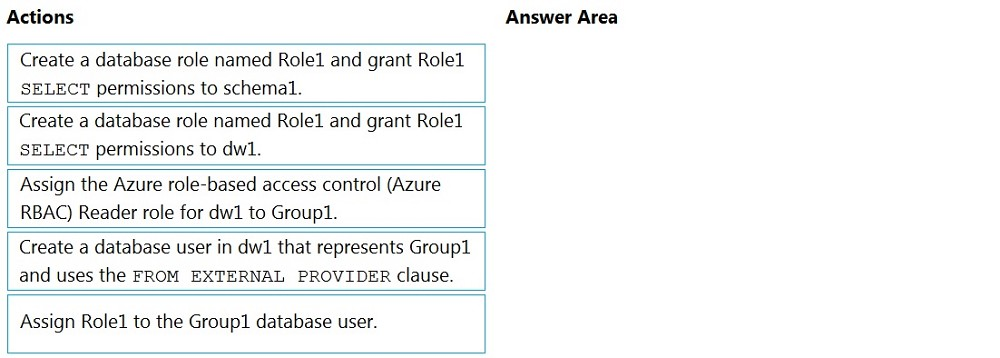 Actions
Answer Area
Create a database role named Role1 and grant Role1
SELECT permissions to schema1.
Create a database role named Role1 and grant Role1
SELECT permissions to dw1.
Assign the Azure role-based access control (Azure
RBAC) Reader role for dw1 to Group1.
Create a database user in dw1 that represents Group1
and uses the FROM EXTERNAL PROVIDER clause.
Assign Role1 to the Group1 database user.